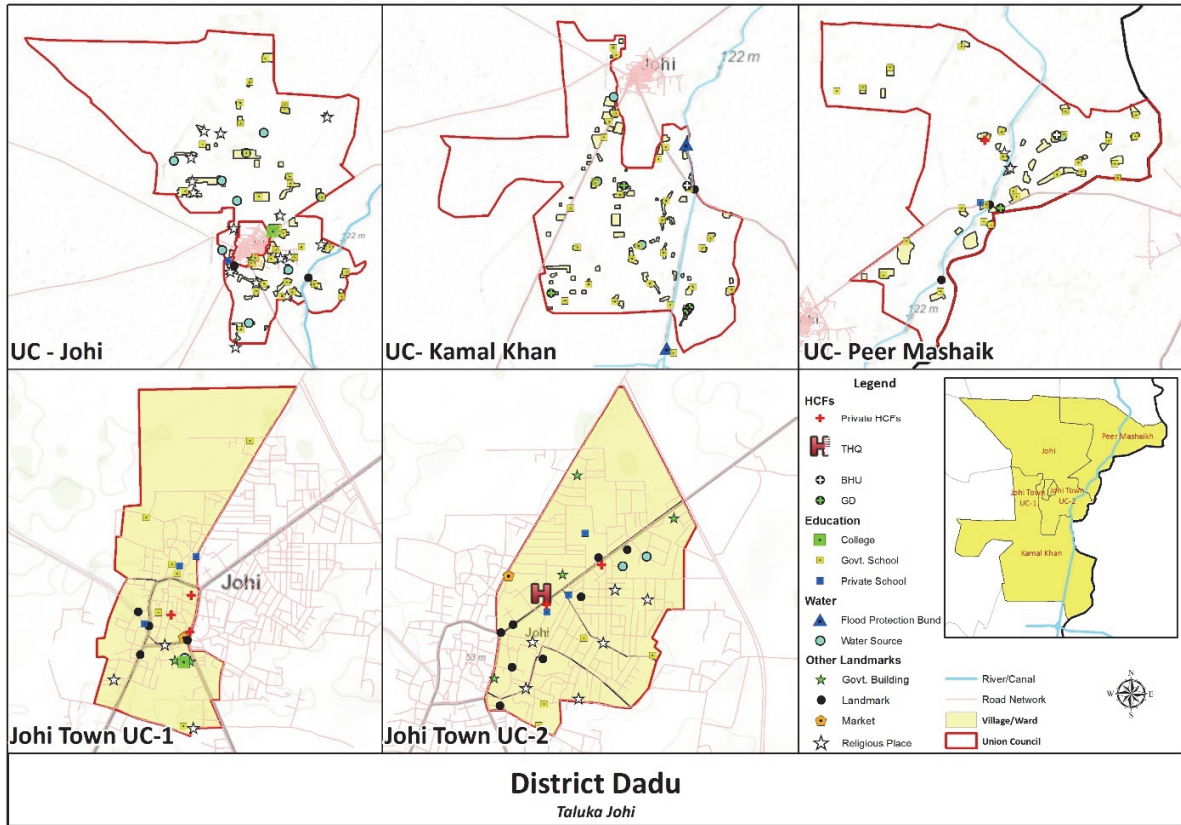 Johi
122 m
UC - Johi
Johi
122 m
UC- Kamal Khan
122 m
UC- Peer Mashaik
Johi
Johi Town UC-1
Johi
53 m
Johi Town UC-2
Legend
HCFs
Private HCFs
H
THQ
BHU
GD
Education
College
Govt. School
Private School
Water
Flood Protection Bund
Water Source
Other Landmarks
Govt. Building
Landmark
Market
Religious Place
Peer Mashaikh
Johi
Johi Town
UC-1
Johi Town
UC-2
Kamal Khan
River/Canal
Road Network
Village/Ward
Union Council
N
W E
S
District Dadu
Taluka Johi